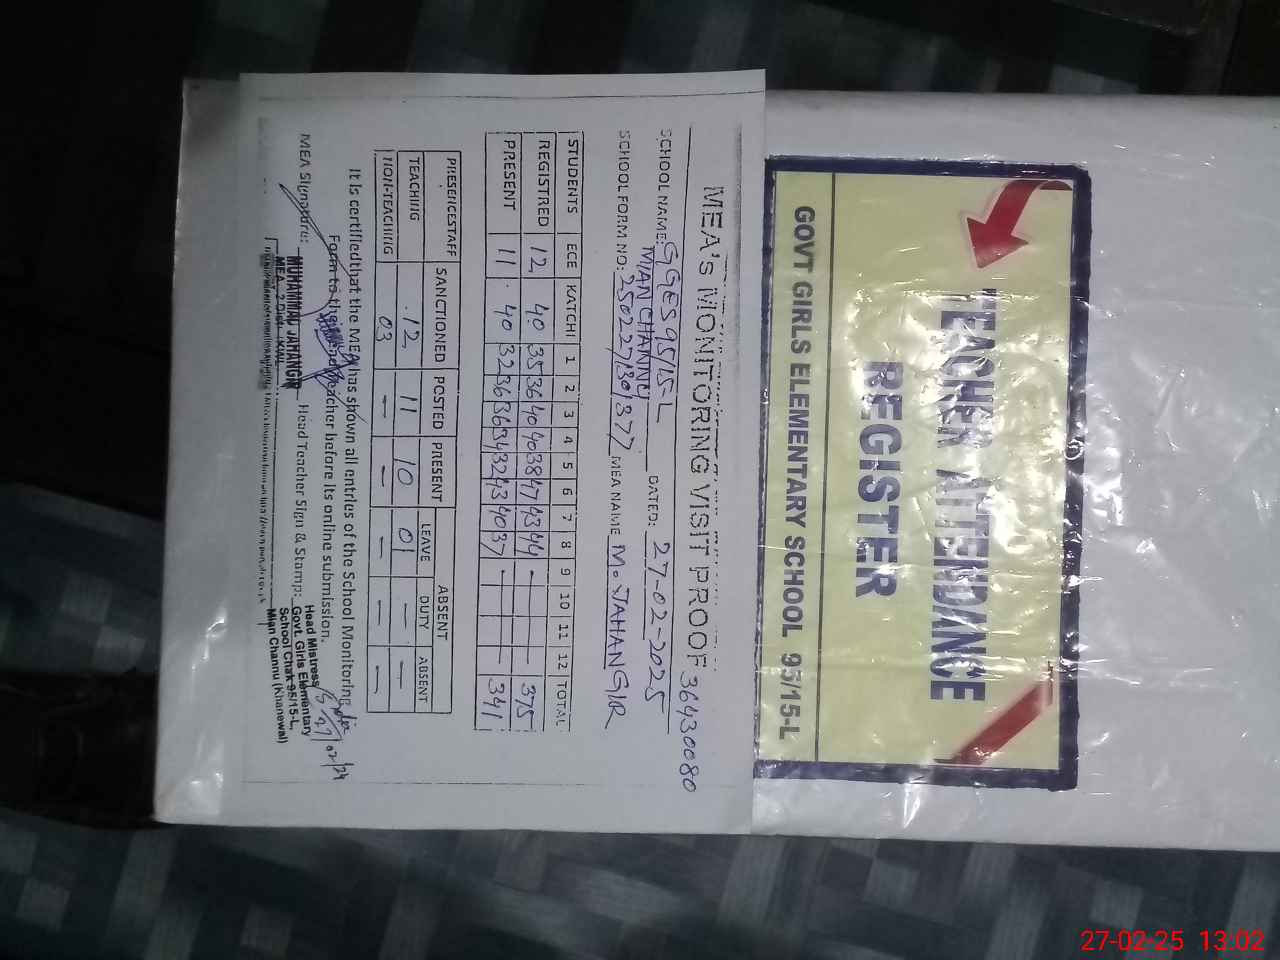 TEACHER ATTENDANCE
REGISTER
GOVT GIRLS ELEMENTARY SCHOOL 95/15-L
MEA'S MONITORING VISIT PROOF 36430080
SCHOOL NAME: GGES 95/15-L
MIAN CHANNU DATED: 27-02-2025
SCHOOL FORM NO: 2502271301377 MEA NAME M. JAHANGIR
STUDENTS ECE KATCHI 1 2 3 4 5 6 7 8 9 10 11 12 TOTAL
REGISTRED 12 40 35 36 40 40 38 47 43 44 - - - - 375
PRESENT 11 40 32 36 36 34 32 43 40 37 - - - - 341
PRESENCESTAFF SANCTIONED POSTED PRESENT ABSENT
LEAVE DUTY ABSENT
TEACHING 12 11 10 01 - -
NON-TEACHING 03 - - - - -
It is certified that the MEA has shown all entries of the School Monitoring
Form to the Head Teacher before its online submission.
MEA Signature: MUHAMMAD JAHANGIR Head Teacher Sign & Stamp:
MEA
Head Mistress
Govt. Girls Elementary
School Chak 95/15-L,
Mian Channu (Khanewal)
27/02/24
27-02-25 13:02